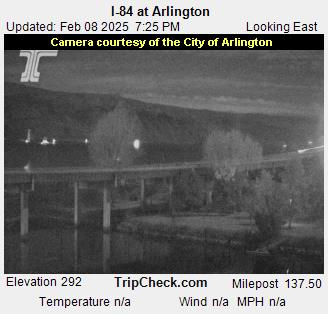 I-84 at Arlington
Updated: Feb 08 2025 7:25 PM Looking East
Camera courtesy of the City of Arlington
Elevation 292 TripCheck.com Milepost 137.50
Temperature n/a Wind n/a MPH n/a